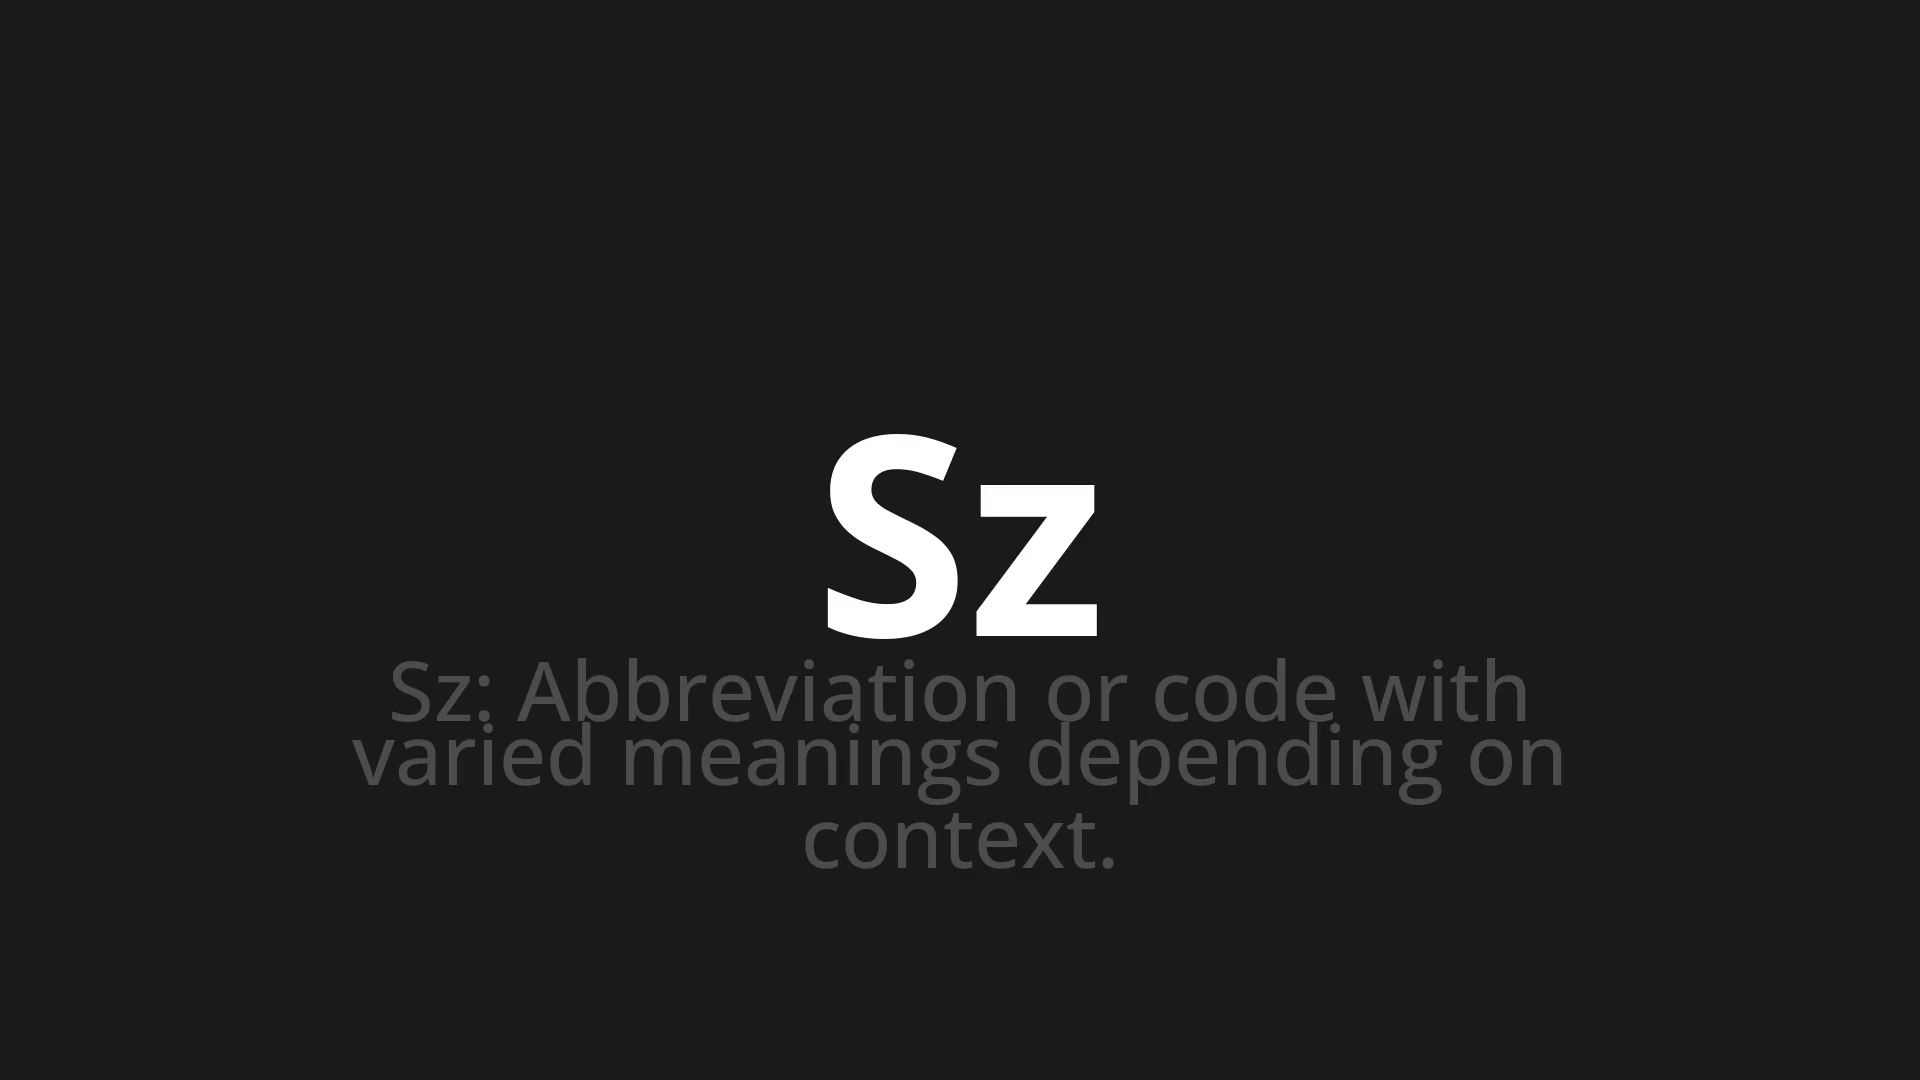 Sz
Sz: Abbreviation or code with
varied meanings depending on
context.